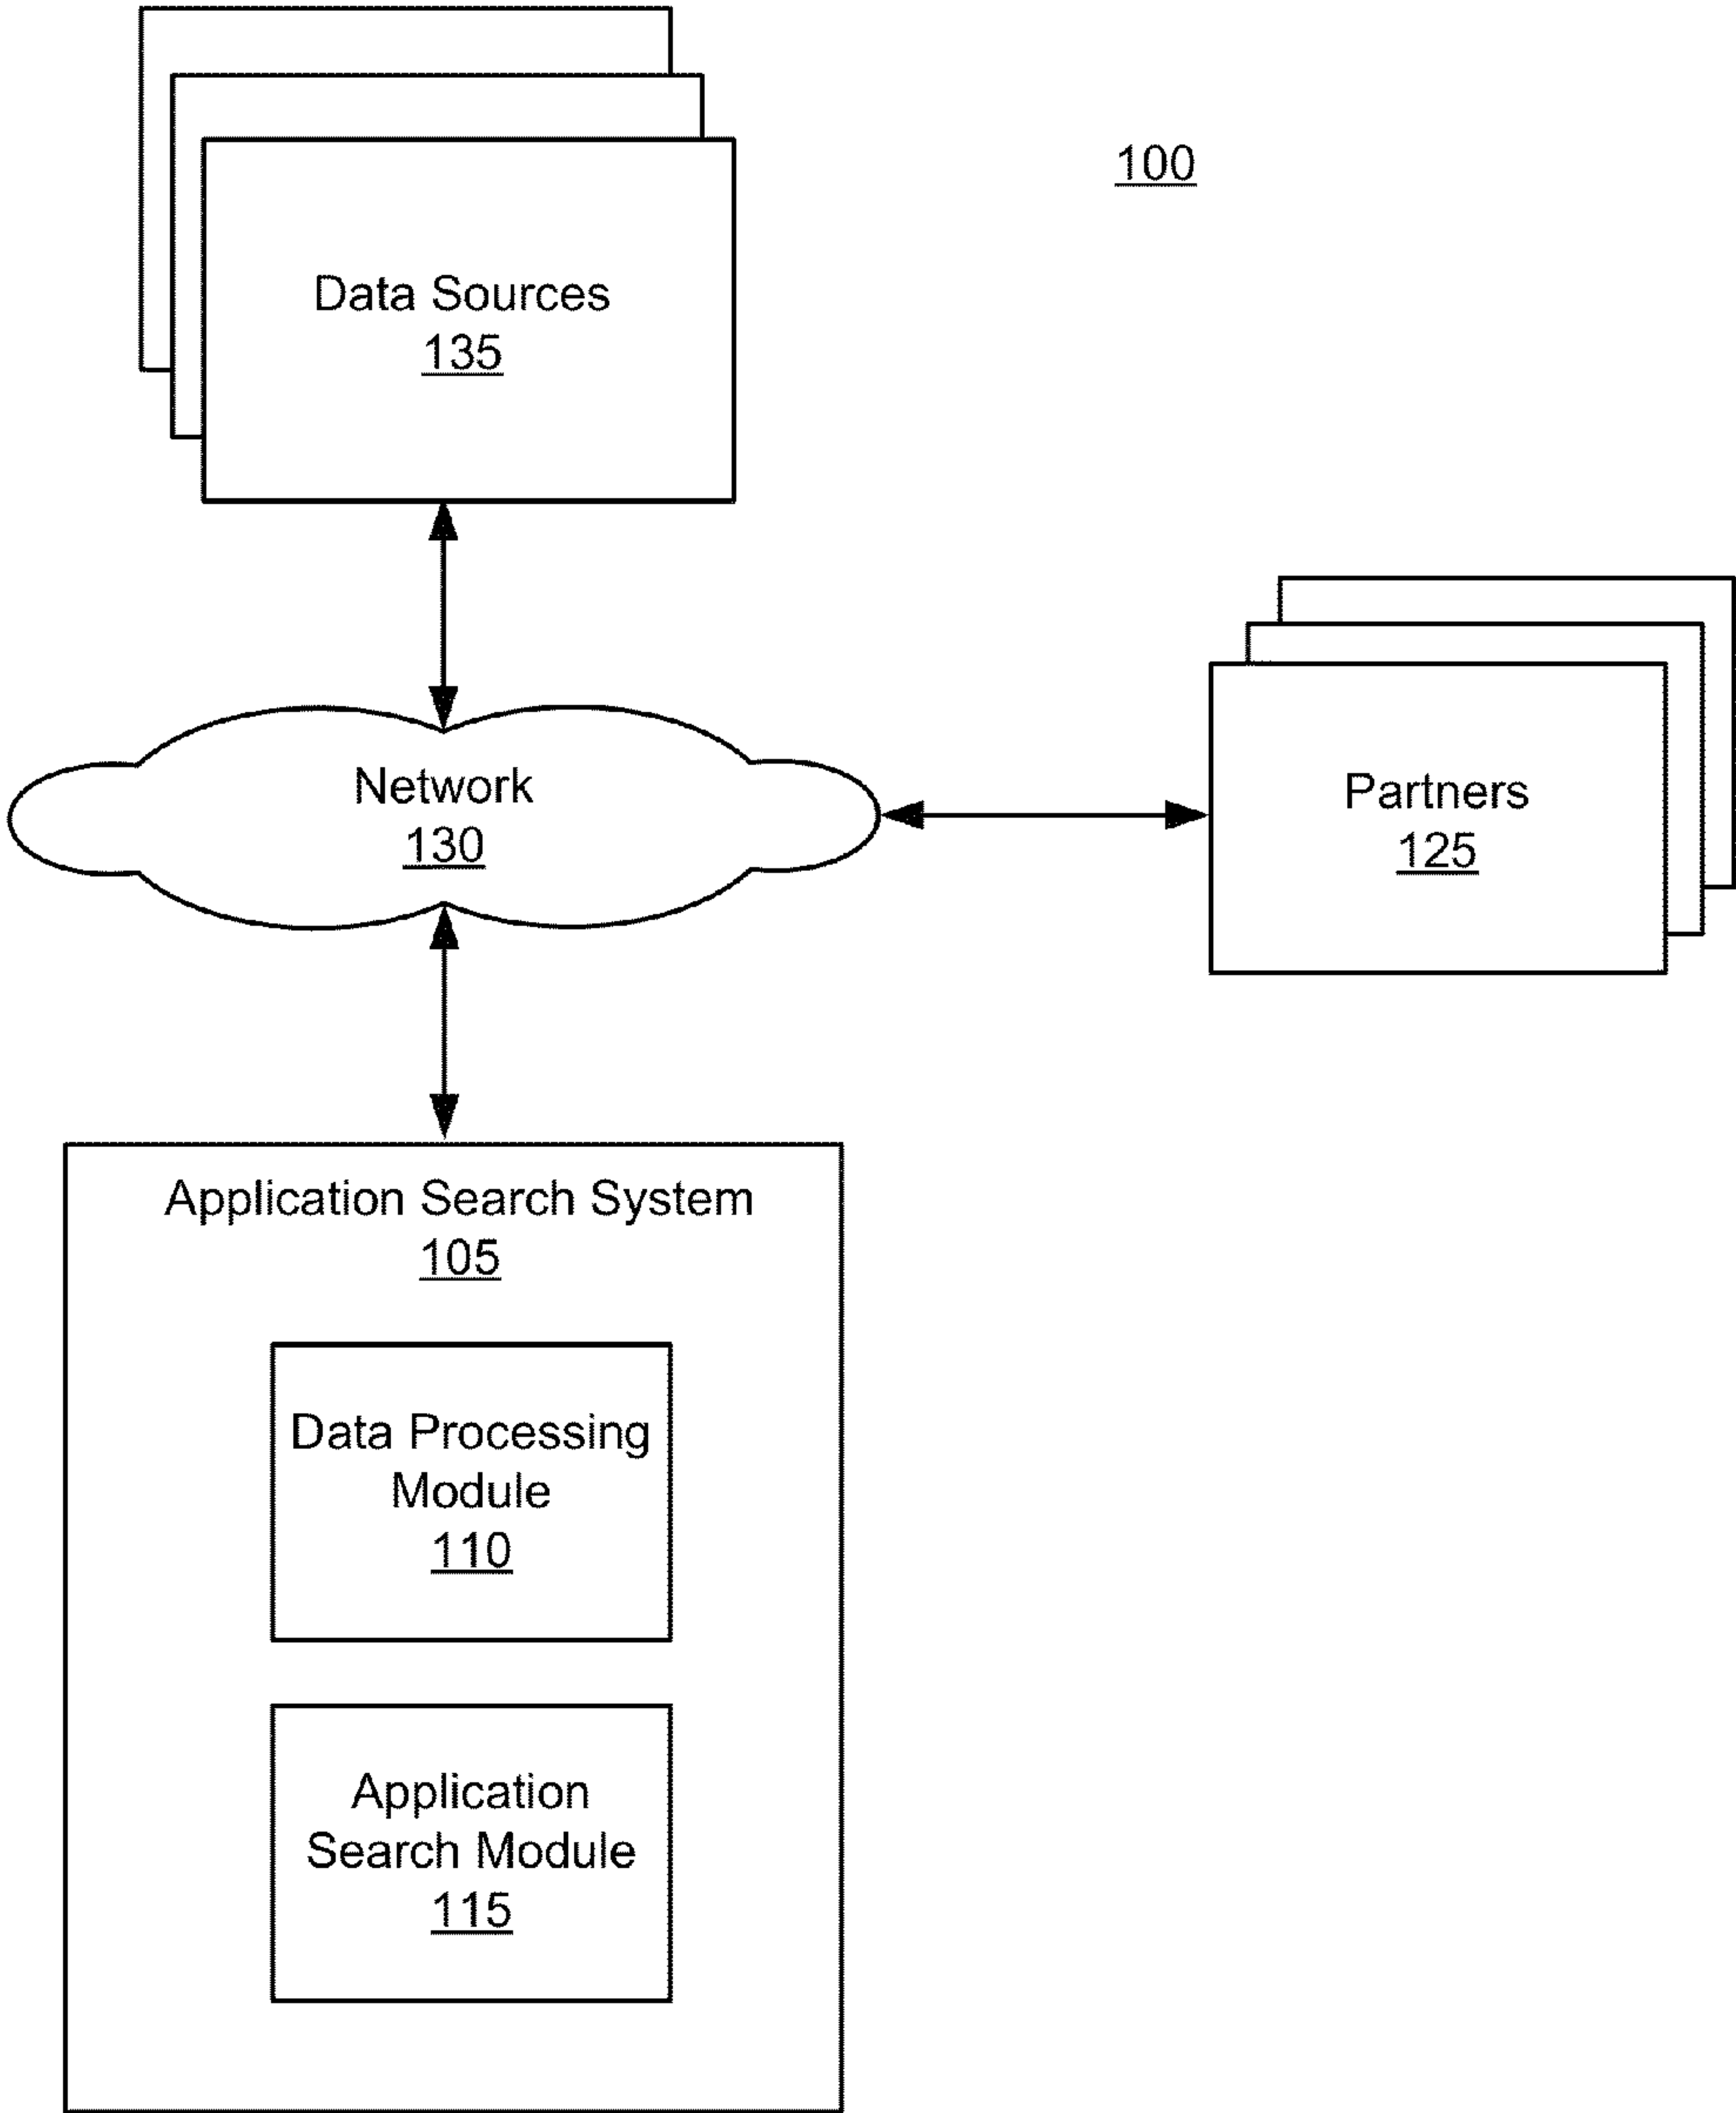 100
Data Sources
135
Network
130
Partners
125
Application Search System
105
Data Processing
Module
110
Application
Search Module
115